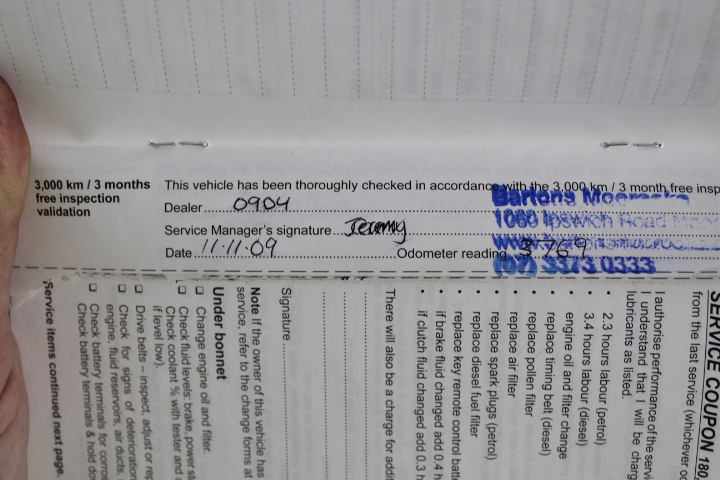 3,000 km / 3 months
free inspection
validation
This vehicle has been thoroughly checked in accordance with the 3,000 km / 3 month free insp
Dealer 0904
Service Manager's signature Jeremy
Date 11.11.09 Odometer reading 3769
Bartons
1060 Ipswich Road
(07) 3373 0333
SERVICE COUPON 180,
from the last service (whichever oc
I authorise performance of the servi
I understand that I will be charg
lubricants as listed.
• 2.3 hours labour (petrol)
• 3.4 hours labour (diesel)
• engine oil and filter change
• replace timing belt (diesel)
• replace pollen filter
• replace air filter
• replace spark plugs (petrol)
• replace diesel fuel filter
• replace key remote control batt
• if brake fluid changed add 0.4 h
• if clutch fluid changed add 0.3 h
There will also be a charge for addi
Signature
Note If the owner of this vehicle has
service, refer to the change forms at
Under bonnet
❏ Change engine oil and filter.
❏ Check fluid levels: brake, power st
Check coolant % with tester and
if level low).
❏ Drive belts – inspect, adjust or rep
❏ Check for signs of deterioration
engine, fluid reservoirs, air ducts,
❏ Check battery terminals for corros
Check battery terminals & hold do
Service items continued next page.